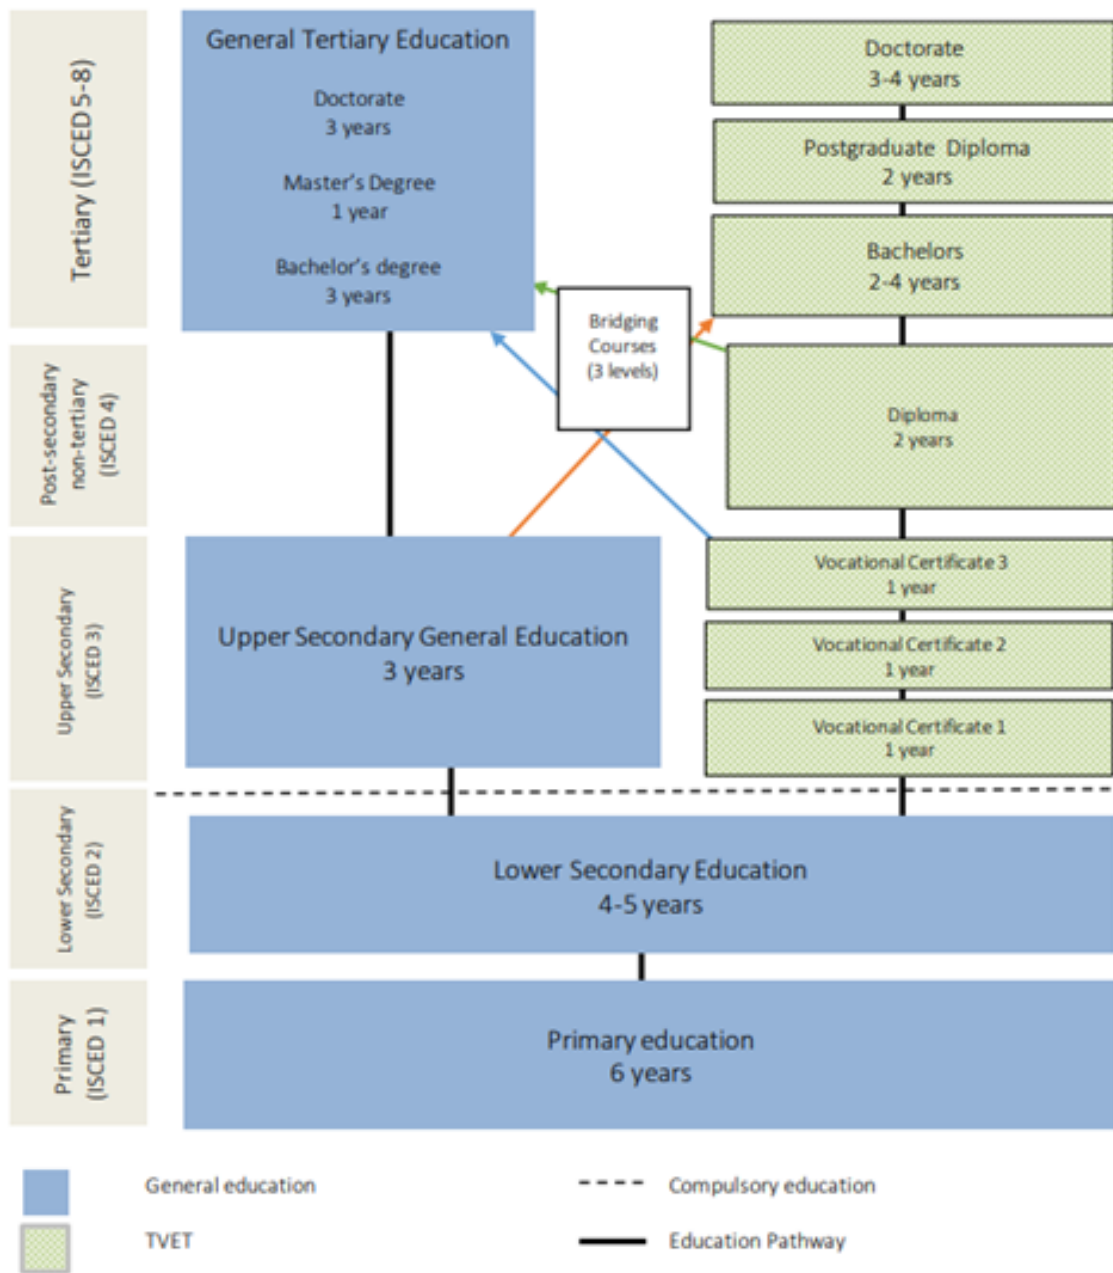 Tertiary (ISCED 5-8)
General Tertiary Education
Doctorate
3 years
Master's Degree
1 year
Bachelor's degree
3 years
Doctorate
3-4 years
Postgraduate Diploma
2 years
Bachelors
2-4 years
Bridging
Courses
(3 levels)
Post-secondary
non-tertiary
(ISCED 4)
Diploma
2 years
Upper Secondary
(ISCED 3)
Upper Secondary General Education
3 years
Vocational Certificate 3
1 year
Vocational Certificate 2
1 year
Vocational Certificate 1
1 year
Lower Secondary
(ISCED 2)
Lower Secondary Education
4-5 years
Primary
(ISCED 1)
Primary education
6 years
General education
Compulsory education
TVET
Education Pathway